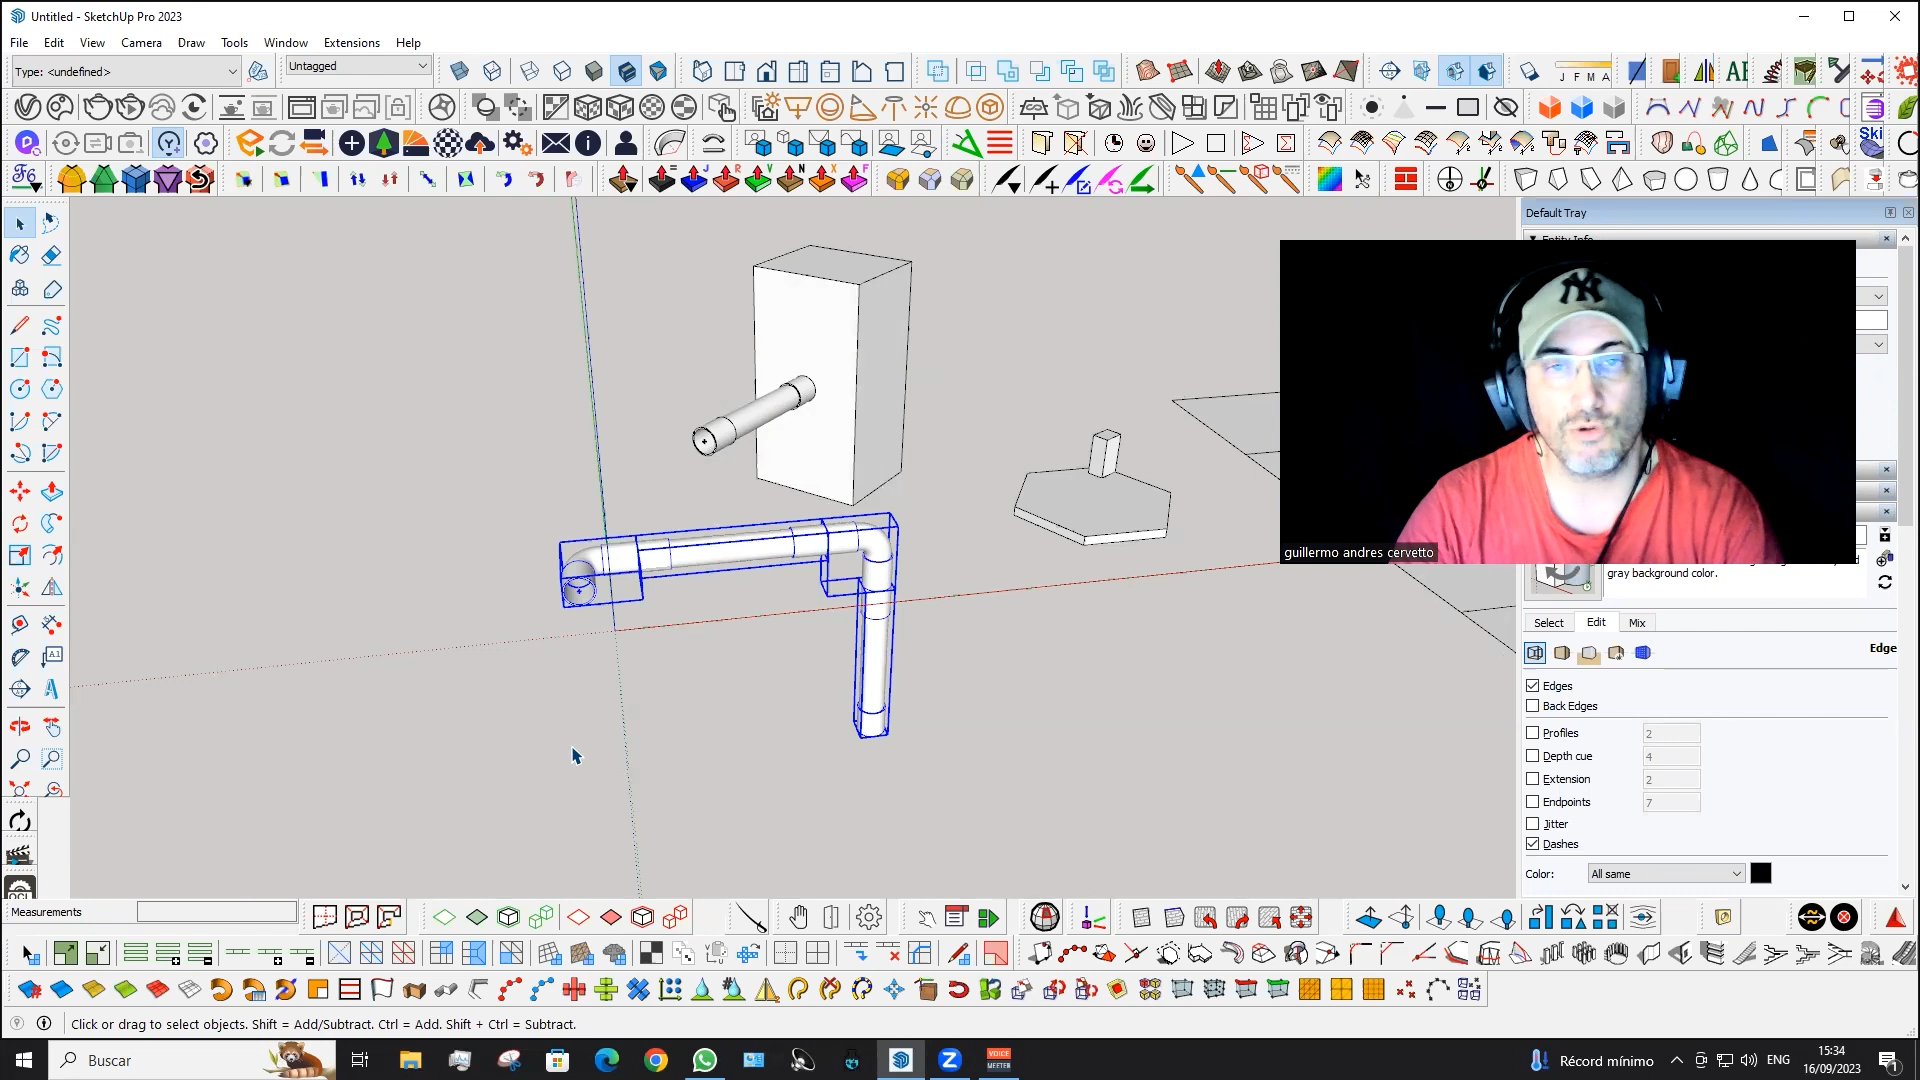 Untitled - SketchUp Pro 2023
File Edit View Camera Draw Tools Window Extensions Help
Type: <undefined>
Untagged
J F M A
Ski
Default Tray
guillermo andres cervetto
gray background color.
Select Edit Mix
Edge
Edges
Back Edges
Profiles 2
Depth cue 4
Extension 2
Endpoints 7
Jitter
Dashes
Color: All same
Measurements
Click or drag to select objects. Shift = Add/Subtract. Ctrl = Add. Shift + Ctrl = Subtract.
Buscar
VOICE
MEETER
Récord mínimo
ENG
15:34
16/09/2023